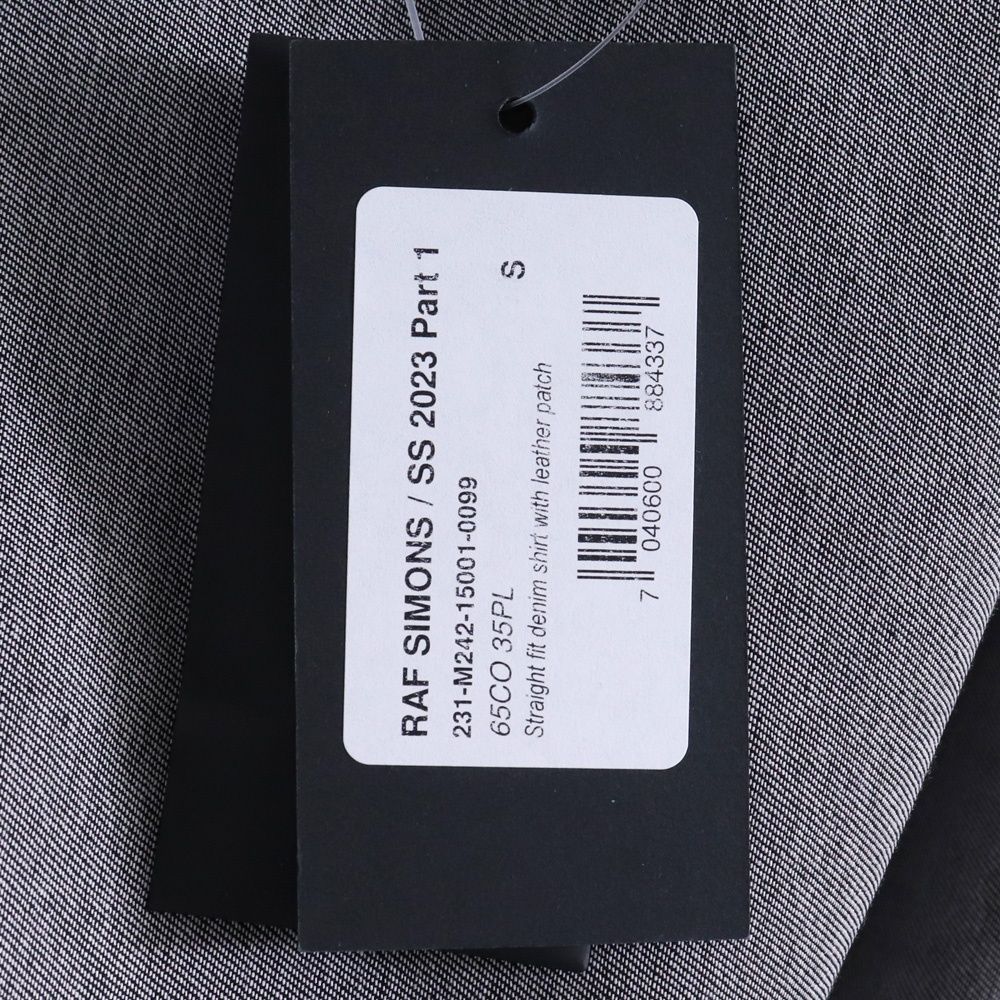 RAF SIMONS / SS 2023 Part 1
231-M242-15001-0099
65CO 35PL
S
Straight fit denim shirt with leather patch
7 040600 884337